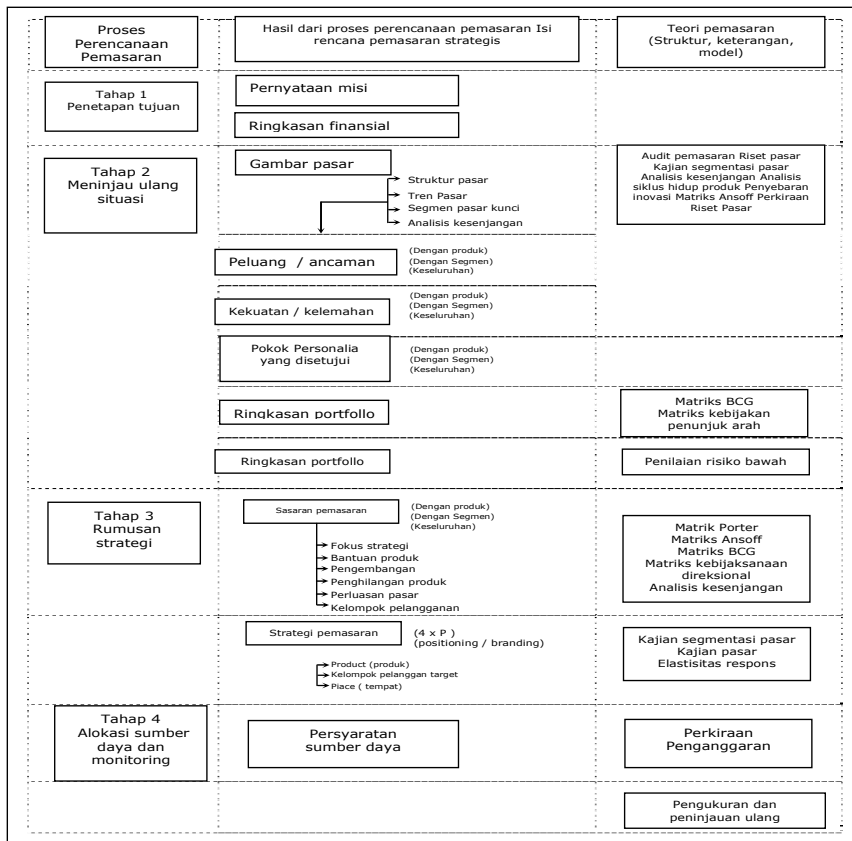 Proses
Perencanaan
Pemasaran
Hasil dari proses perencanaan pemasaran Isi
rencana pemasaran strategis
Teori pemasaran
(Struktur, keterangan,
model)
Tahap 1
Penetapan tujuan
Pernyataan misi
Ringkasan finansial
Tahap 2
Meninjau ulang
situasi
Gambar pasar
Struktur pasar
Tren Pasar
Segmen pasar kunci
Analisis kesenjangan
Audit pemasaran Riset pasar
Kajian segmentasi pasar
Analisis kesenjangan Analisis
siklus hidup produk Penyebaran
inovasi Matriks Ansoff Perkiraan
Riset Pasar
Peluang / ancaman
(Dengan produk)
(Dengan Segmen)
(Keseluruhan)
Kekuatan / kelemahan
(Dengan produk)
(Dengan Segmen)
(Keseluruhan)
Pokok Personalia
yang disetujui
(Dengan produk)
(Dengan Segmen)
(Keseluruhan)
Ringkasan portfollo
Matriks BCG
Matriks kebijakan
penunjuk arah
Ringkasan portfollo
Penilaian risiko bawah
Tahap 3
Rumusan
strategi
Sasaran pemasaran
(Dengan produk)
(Dengan Segmen)
(Keseluruhan)
Fokus strategi
Bantuan produk
Pengembangan
Penghilangan produk
Perluasan pasar
Kelompok pelangganan
Matrik Porter
Matriks Ansoff
Matriks BCG
Matriks kebijaksanaan
direksional
Analisis kesenjangan
Strategi pemasaran
(4 x P )
(positioning / branding)
Product (produk)
Kelompok pelanggan target
Piace ( tempat)
Kajian segmentasi pasar
Kajian pasar
Elastisitas respons
Tahap 4
Alokasi sumber
daya dan
monitoring
Persyaratan
sumber daya
Perkiraan
Penganggaran
Pengukuran dan
peninjauan ulang